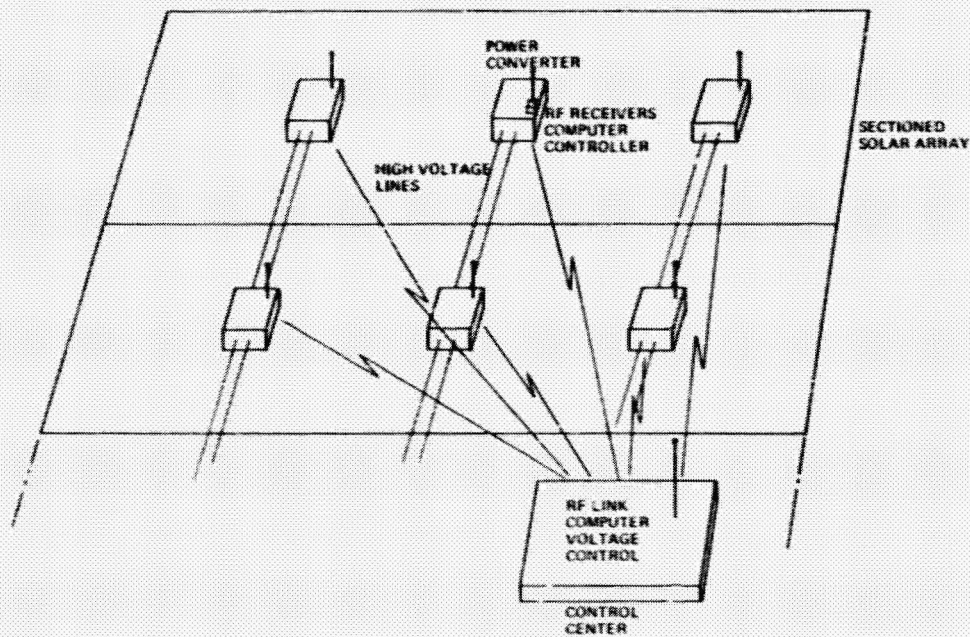 POWER
CONVERTER
RF RECEIVERS
COMPUTER
CONTROLLER
SECTIONED
SOLAR ARRAY
HIGH VOLTAGE
LINES
RF LINK
COMPUTER
VOLTAGE
CONTROL
CONTROL
CENTER